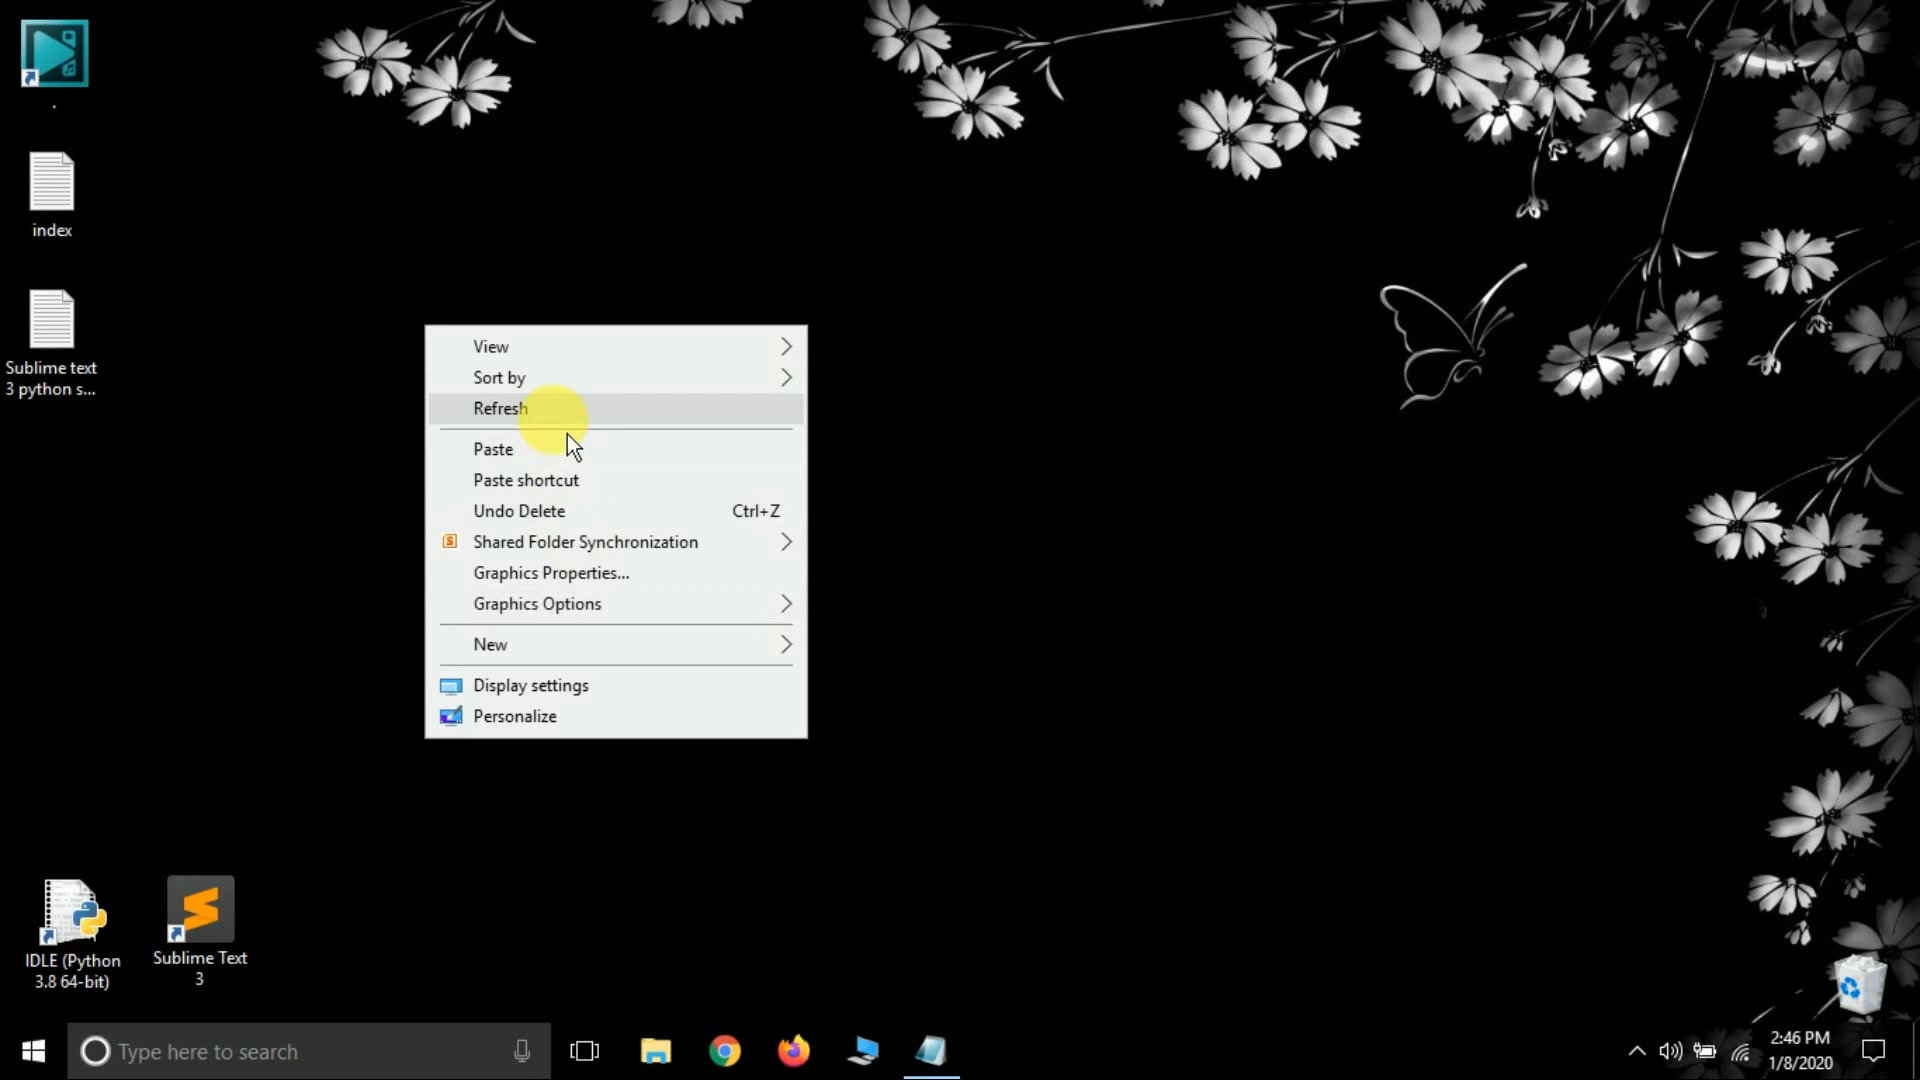 .
index
Sublime text
3 python s...
View
Sort by
Refresh
Paste
Paste shortcut
Undo Delete Ctrl+Z
Shared Folder Synchronization
Graphics Properties...
Graphics Options
New
Display settings
Personalize
IDLE (Python
3.8 64-bit)
Sublime Text
3
Type here to search
2:46 PM
1/8/2020